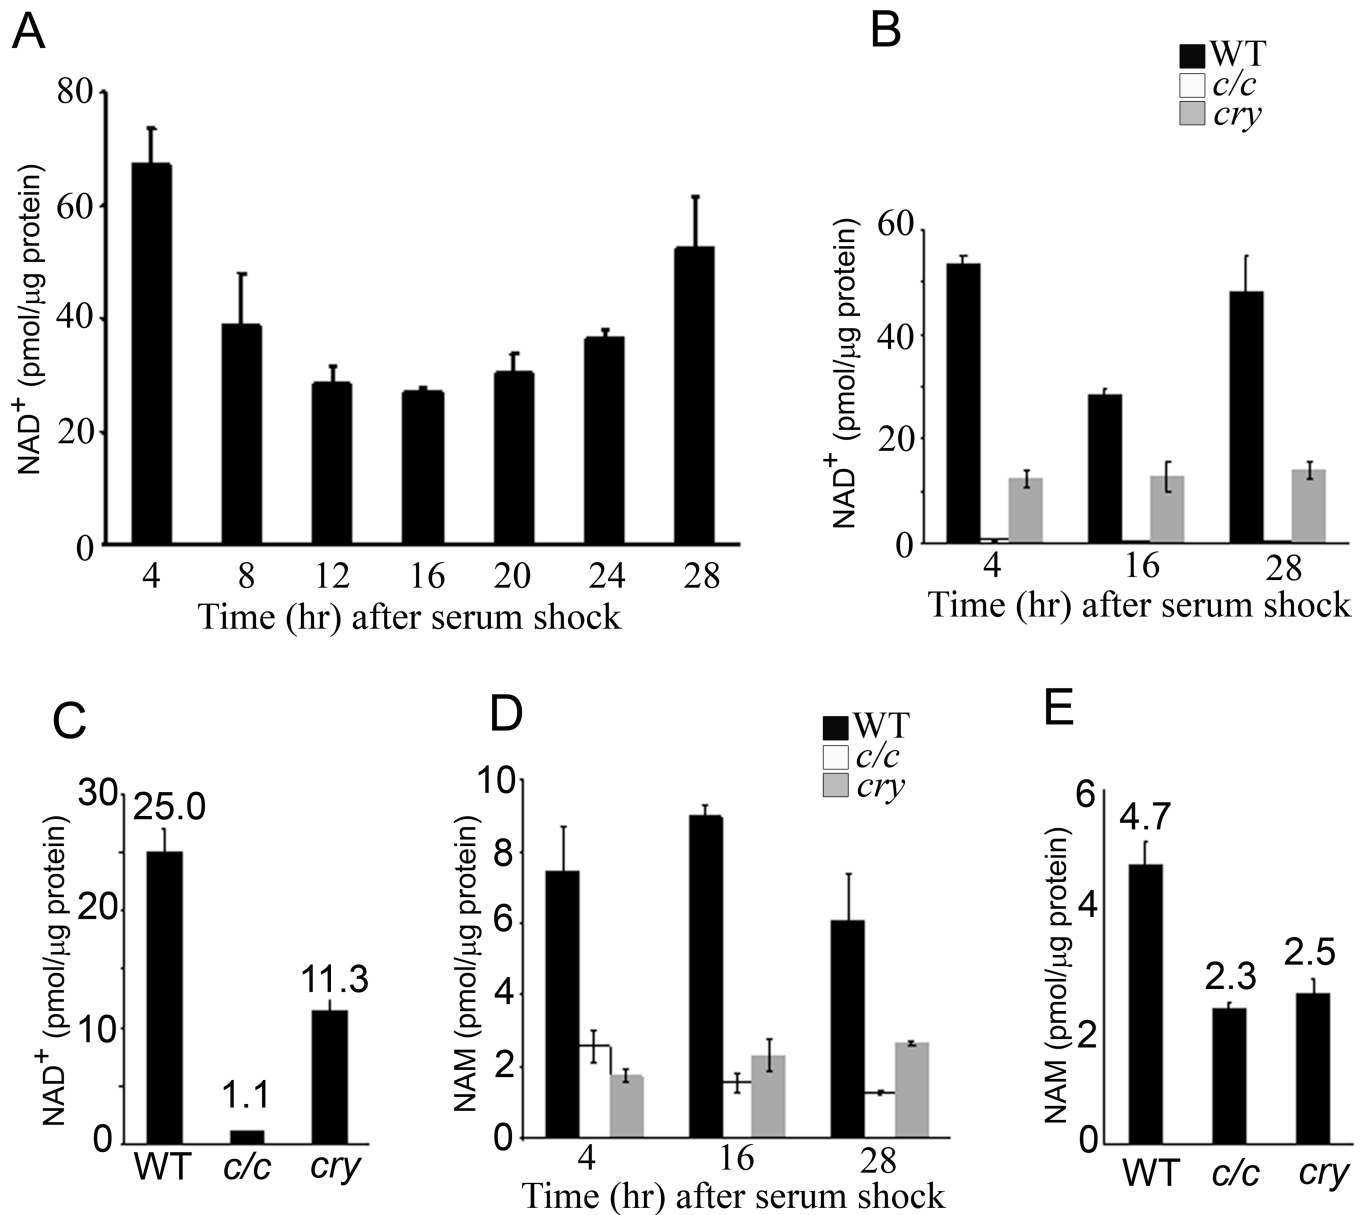 A
NAD+ (pmol/µg protein)
80
60
40
20
0
4 8 12 16 20 24 28
Time (hr) after serum shock
B
WT
c/c
cry
NAD+ (pmol/µg protein)
60
40
20
0
4 16 28
Time (hr) after serum shock
C
NAD+ (pmol/µg protein)
30
20
10
0
25.0
1.1
11.3
WT c/c cry
D
WT
c/c
cry
NAM (pmol/µg protein)
10
8
6
4
2
0
4 16 28
Time (hr) after serum shock
E
NAM (pmol/µg protein)
6
4
2
0
4.7
2.3
2.5
WT c/c cry